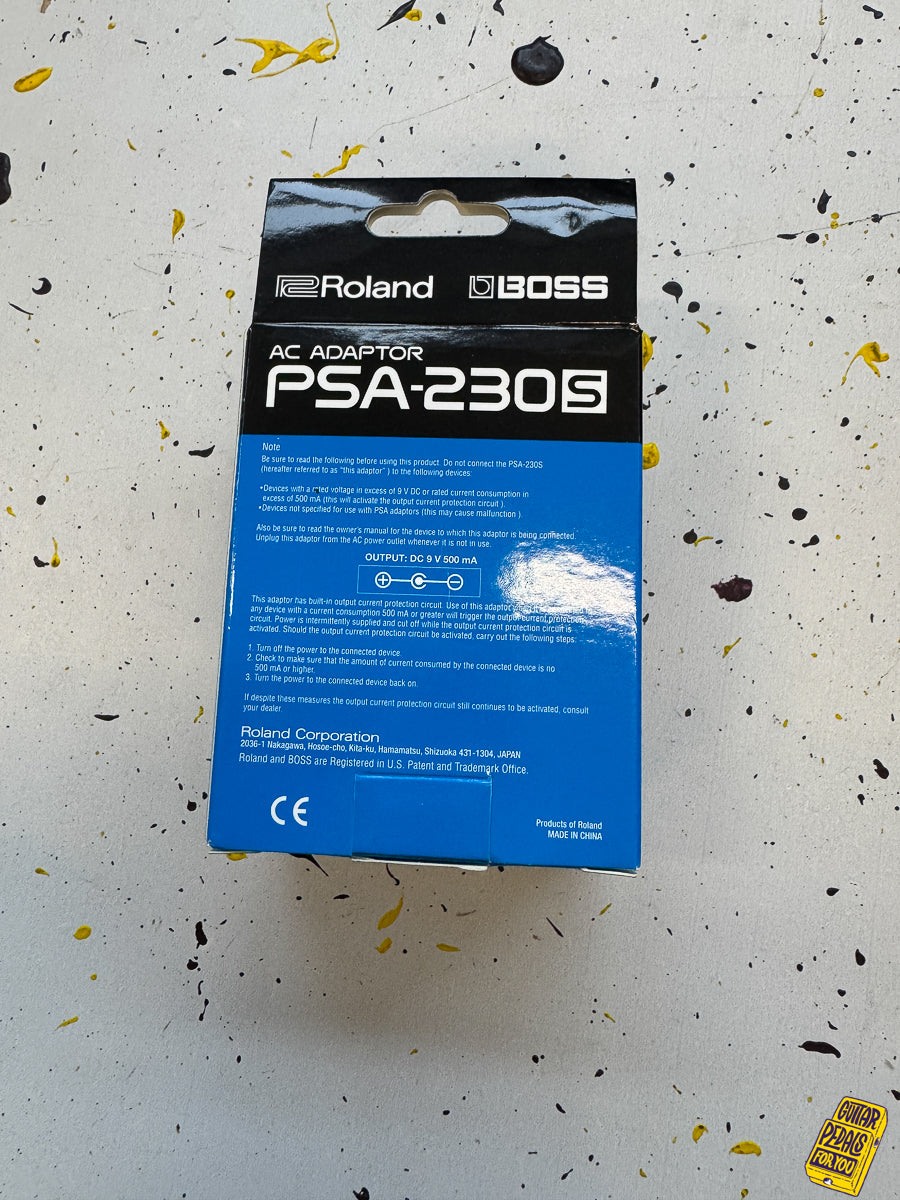 Roland BOSS
AC ADAPTOR
PSA-230S
Note
Be sure to read the following before using this product. Do not connect the PSA-230S
(hereafter referred to as "this adaptor" ) to the following devices:
•Devices with a rated voltage in excess of 9 V DC or rated current consumption in
excess of 500 mA (this will activate the output current protection circuit ).
•Devices not specified for use with PSA adaptors (this may cause malfunction ).
Also be sure to read the owner's manual for the device to which this adaptor is being connected.
Unplug this adaptor from the AC power outlet whenever it is not in use.
OUTPUT: DC 9 V 500 mA
This adaptor has built-in output current protection circuit. Use of this adaptor
any device with a current consumption 500 mA or greater will trigger the output current protection
circuit. Power is intermittently supplied and cut off while the output current protection circuit is
activated. Should the output current protection circuit be activated, carry out the following steps:
1. Turn off the power to the connected device.
2. Check to make sure that the amount of current consumed by the connected device is no
500 mA or higher.
3. Turn the power to the connected device back on.
If despite these measures the output current protection circuit still continues to be activated, consult
your dealer.
Roland Corporation
2036-1 Nakagawa, Hosoe-cho, Kita-ku, Hamamatsu, Shizuoka 431-1304, JAPAN
Roland and BOSS are Registered in U.S. Patent and Trademark Office.
CE
Products of Roland
MADE IN CHINA
GUITAR
PEDALS
FOR YOU